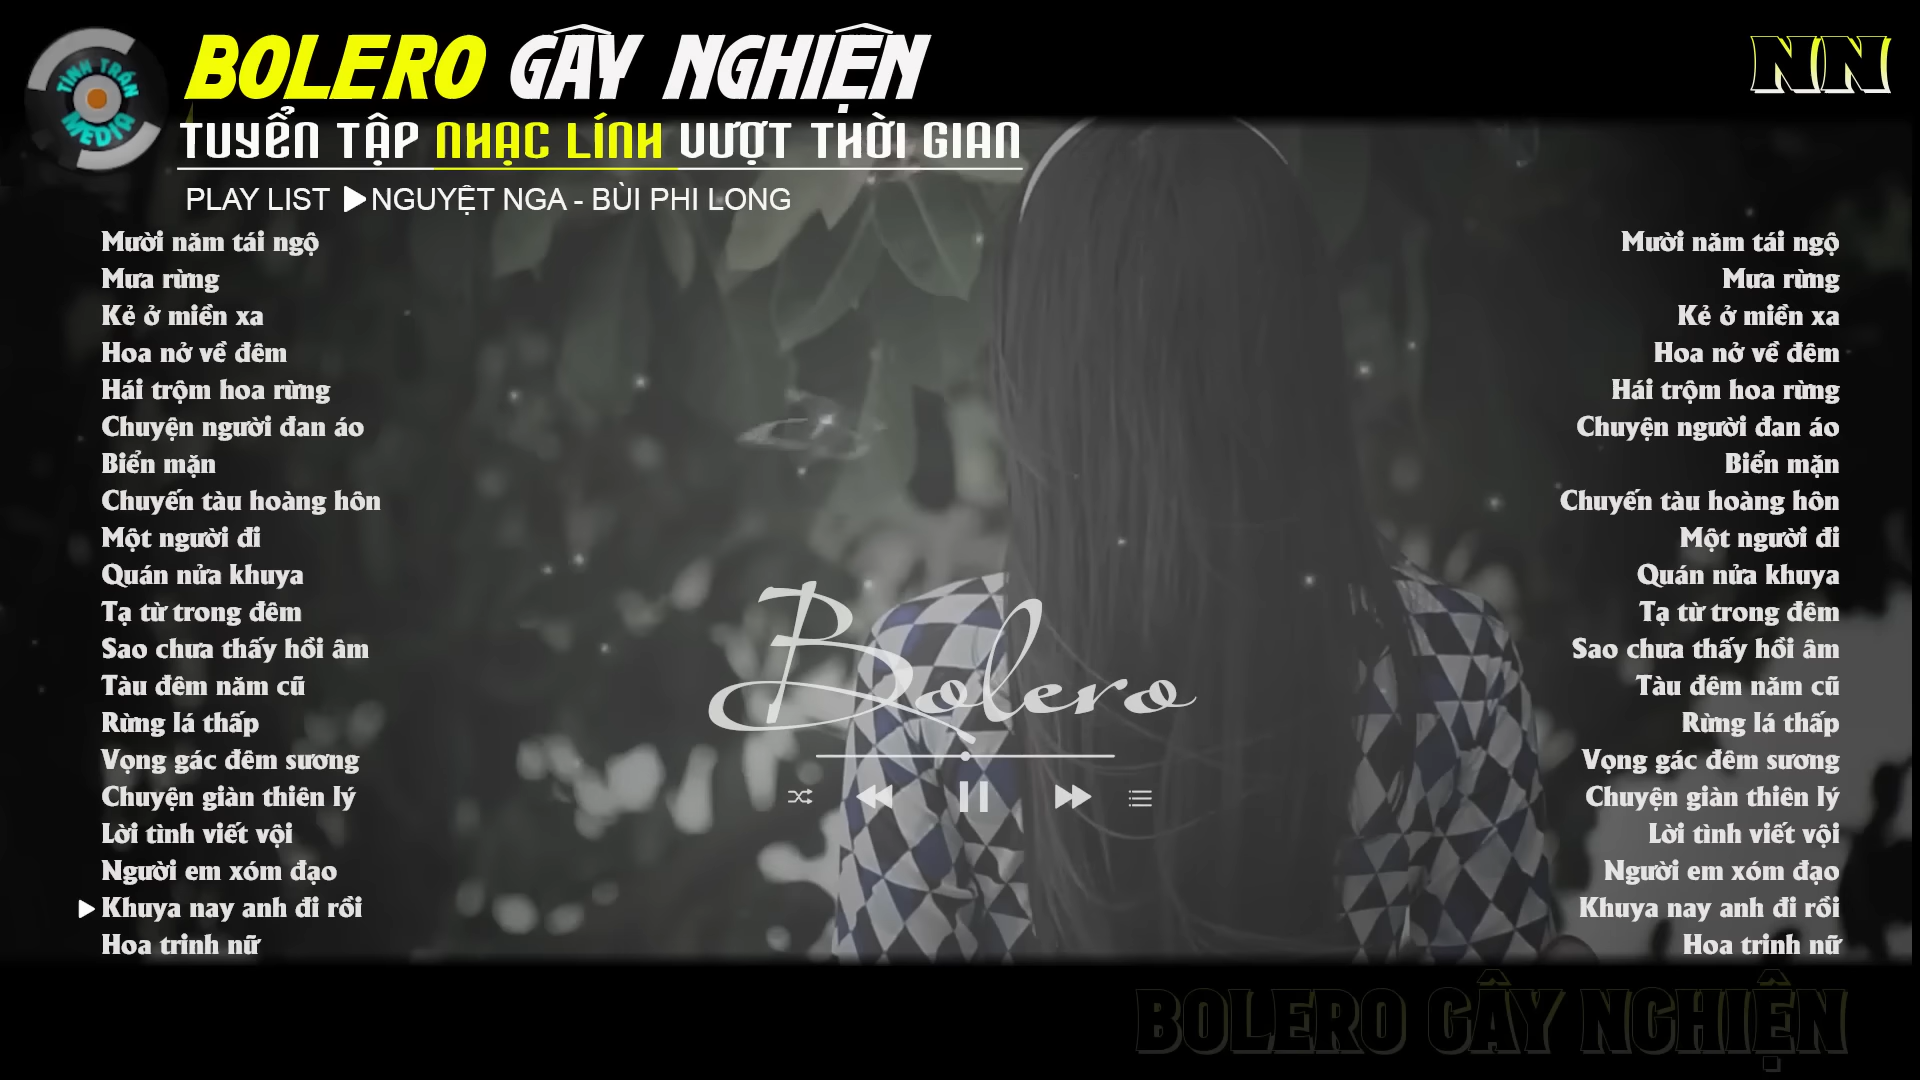 TÌNH TRẦN
MEDIA
BOLERO GÂY NGHIỆN
NN
TUYỂN TẬP NHẠC LÍNH VƯỢT THỜI GIAN
PLAY LIST NGUYỆT NGA - BÙI PHI LONG
Mười năm tái ngộ
Mưa rừng
Kẻ ở miền xa
Hoa nở về đêm
Hái trộm hoa rừng
Chuyện người đan áo
Biển mặn
Chuyến tàu hoàng hôn
Một người đi
Quán nửa khuya
Tạ từ trong đêm
Sao chưa thấy hồi âm
Tàu đêm năm cũ
Rừng lá thấp
Vọng gác đêm sương
Chuyện giàn thiên lý
Lời tình viết vội
Người em xóm đạo
Khuya nay anh đi rồi
Hoa trinh nữ
Bolero
Mười năm tái ngộ
Mưa rừng
Kẻ ở miền xa
Hoa nở về đêm
Hái trộm hoa rừng
Chuyện người đan áo
Biển mặn
Chuyến tàu hoàng hôn
Một người đi
Quán nửa khuya
Tạ từ trong đêm
Sao chưa thấy hồi âm
Tàu đêm năm cũ
Rừng lá thấp
Vọng gác đêm sương
Chuyện giàn thiên lý
Lời tình viết vội
Người em xóm đạo
Khuya nay anh đi rồi
Hoa trinh nữ
BOLERO GÂY NGHIỆN